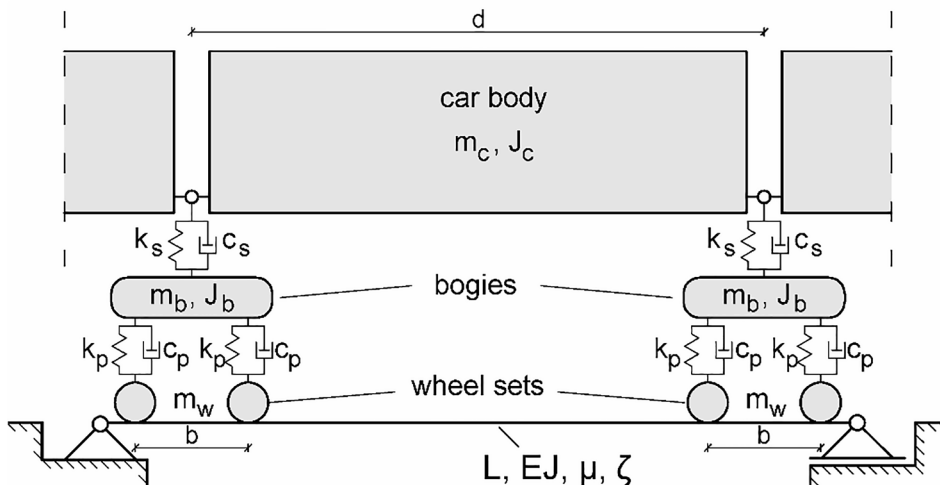 d
car body
m_c, J_c
k_s c_s k_s c_s
m_b, J_b bogies m_b, J_b
k_p c_p k_p c_p k_p c_p k_p c_p
m_w wheel sets m_w
b b
L, EJ, μ, ζ